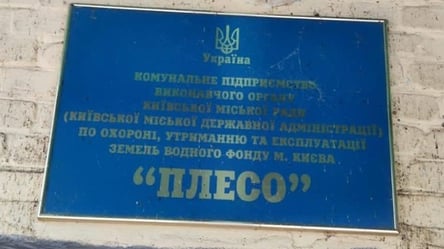 Україна
КОМУНАЛЬНЕ ПІДПРИЄМСТВО
ВИКОНАВЧОГО ОРГАНУ
КИЇВСЬКОЇ МІСЬКОЇ РАДИ
(КИЇВСЬКОЇ МІСЬКОЇ ДЕРЖАВНОЇ АДМІНІСТРАЦІЇ)
ПО ОХОРОНІ, УТРИМАННЮ ТА ЕКСПЛУАТАЦІЇ
ЗЕМЕЛЬ ВОДНОГО ФОНДУ М. КИЄВА
“ПЛЕСО”